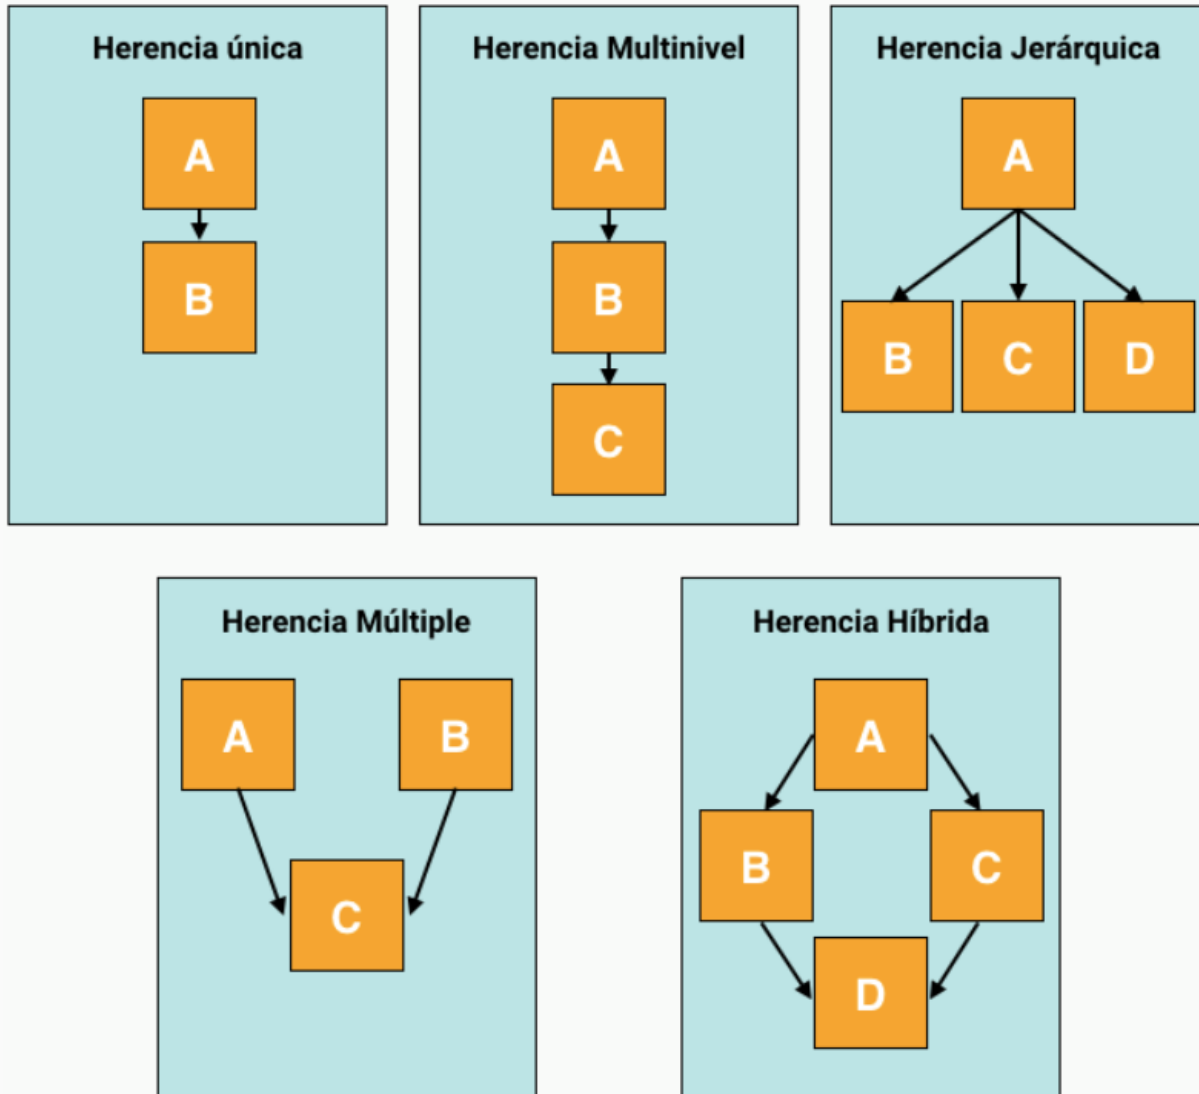 Herencia única
A
B
Herencia Multinivel
A
B
C
Herencia Jerárquica
A
B C D
Herencia Múltiple
A B
C
Herencia Híbrida
A
B C
D